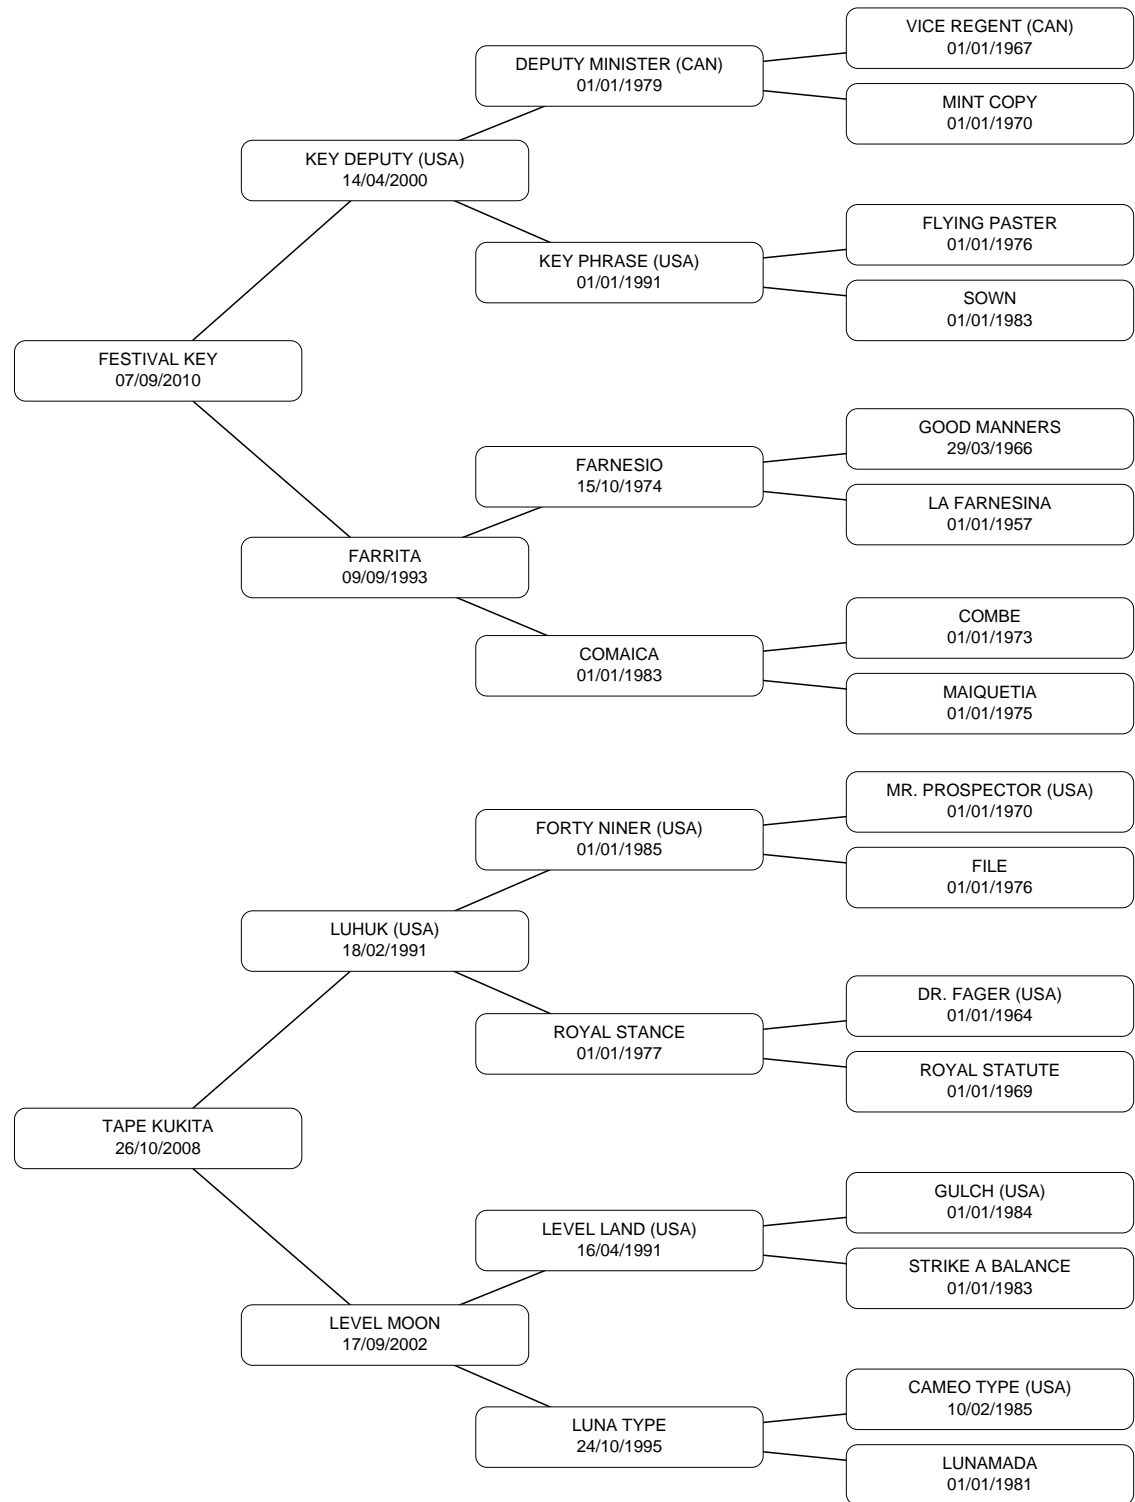 VICE REGENT (CAN)
01/01/1967
DEPUTY MINISTER (CAN)
01/01/1979
MINT COPY
01/01/1970
KEY DEPUTY (USA)
14/04/2000
FLYING PASTER
01/01/1976
KEY PHRASE (USA)
01/01/1991
SOWN
01/01/1983
FESTIVAL KEY
07/09/2010
GOOD MANNERS
29/03/1966
FARNESIO
15/10/1974
LA FARNESINA
01/01/1957
FARRITA
09/09/1993
COMBE
01/01/1973
COMAICA
01/01/1983
MAIQUETIA
01/01/1975
MR. PROSPECTOR (USA)
01/01/1970
FORTY NINER (USA)
01/01/1985
FILE
01/01/1976
LUHUK (USA)
18/02/1991
DR. FAGER (USA)
01/01/1964
ROYAL STANCE
01/01/1977
ROYAL STATUTE
01/01/1969
TAPE KUKITA
26/10/2008
GULCH (USA)
01/01/1984
LEVEL LAND (USA)
16/04/1991
STRIKE A BALANCE
01/01/1983
LEVEL MOON
17/09/2002
CAMEO TYPE (USA)
10/02/1985
LUNA TYPE
24/10/1995
LUNAMADA
01/01/1981